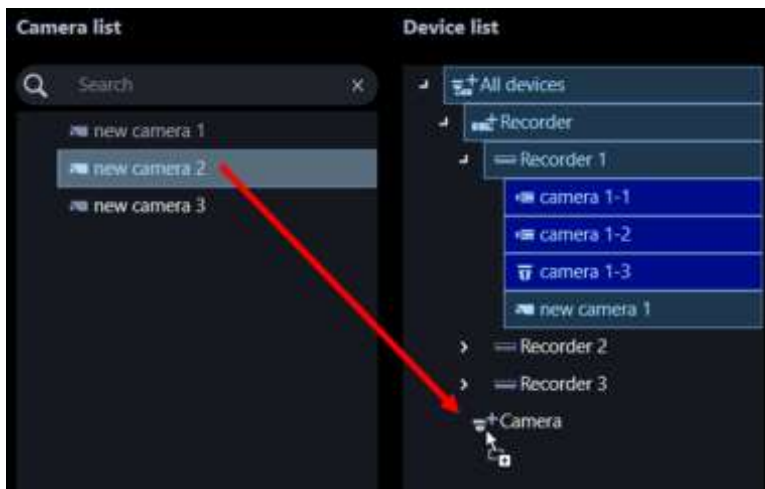 Camera list
Search
new camera 1
new camera 2
new camera 3
Device list
All devices
Recorder
Recorder 1
camera 1-1
camera 1-2
camera 1-3
new camera 1
Recorder 2
Recorder 3
Camera